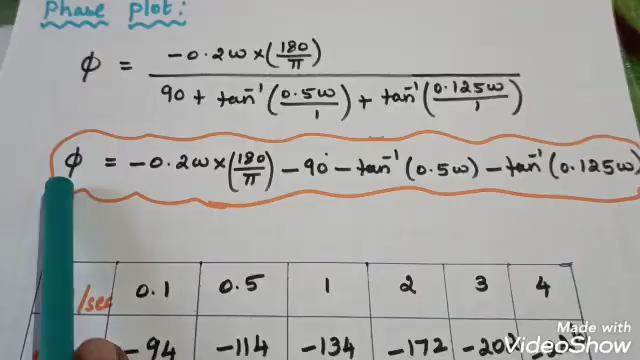 Phase plot:
ϕ = -0.2ω×(180/π) / 90 + tan⁻¹(0.5ω/1) + tan⁻¹(0.125ω/1)
ϕ = -0.2ω×(180/π) - 90° - tan⁻¹(0.5ω) - tan⁻¹(0.125ω)
/sec 0.1 0.5 1 2 3 4
-94 -114 -134 -172
Made with
VideoShow